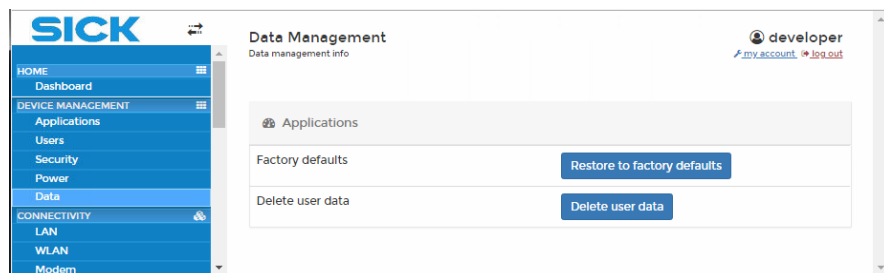 SICK
HOME
Dashboard
DEVICE MANAGEMENT
Applications
Users
Security
Power
Data
CONNECTIVITY
LAN
WLAN
Modem
Data Management
Data management info
developer
my account log out
Applications
Factory defaults
Restore to factory defaults
Delete user data
Delete user data